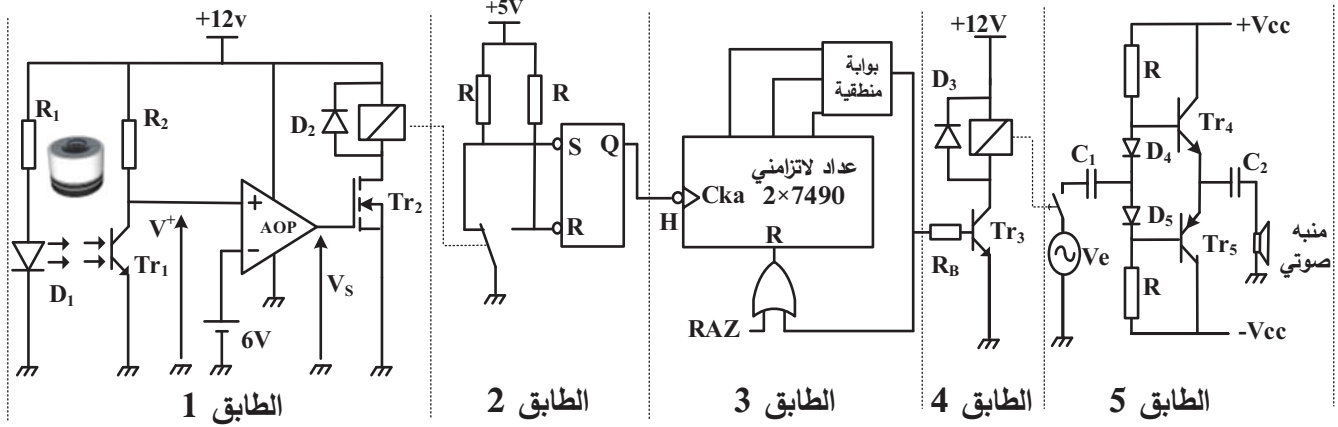 +12v
R₁
R₂
D₂
V⁺
D₁
Tr₁
+
−
AOP
6V
Vₛ
Tr₂
الطابق 1
+5V
R
R
S
Q
R
الطابق 2
بوابة
منطقية
عداد لاتزامني
2×7490
H
Cka
R
RAZ
الطابق 3
+12V
D₃
Tr₃
R_B
الطابق 4
+Vcc
R
Tr₄
D₄
C₁
C₂
D₅
Tr₅
Ve
R
منبه
صوتي
-Vcc
الطابق 5